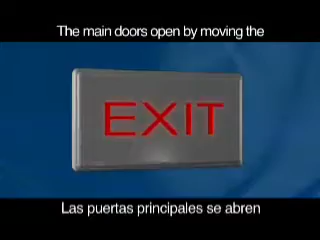 The main doors open by moving the
EXIT
Las puertas principales se abren